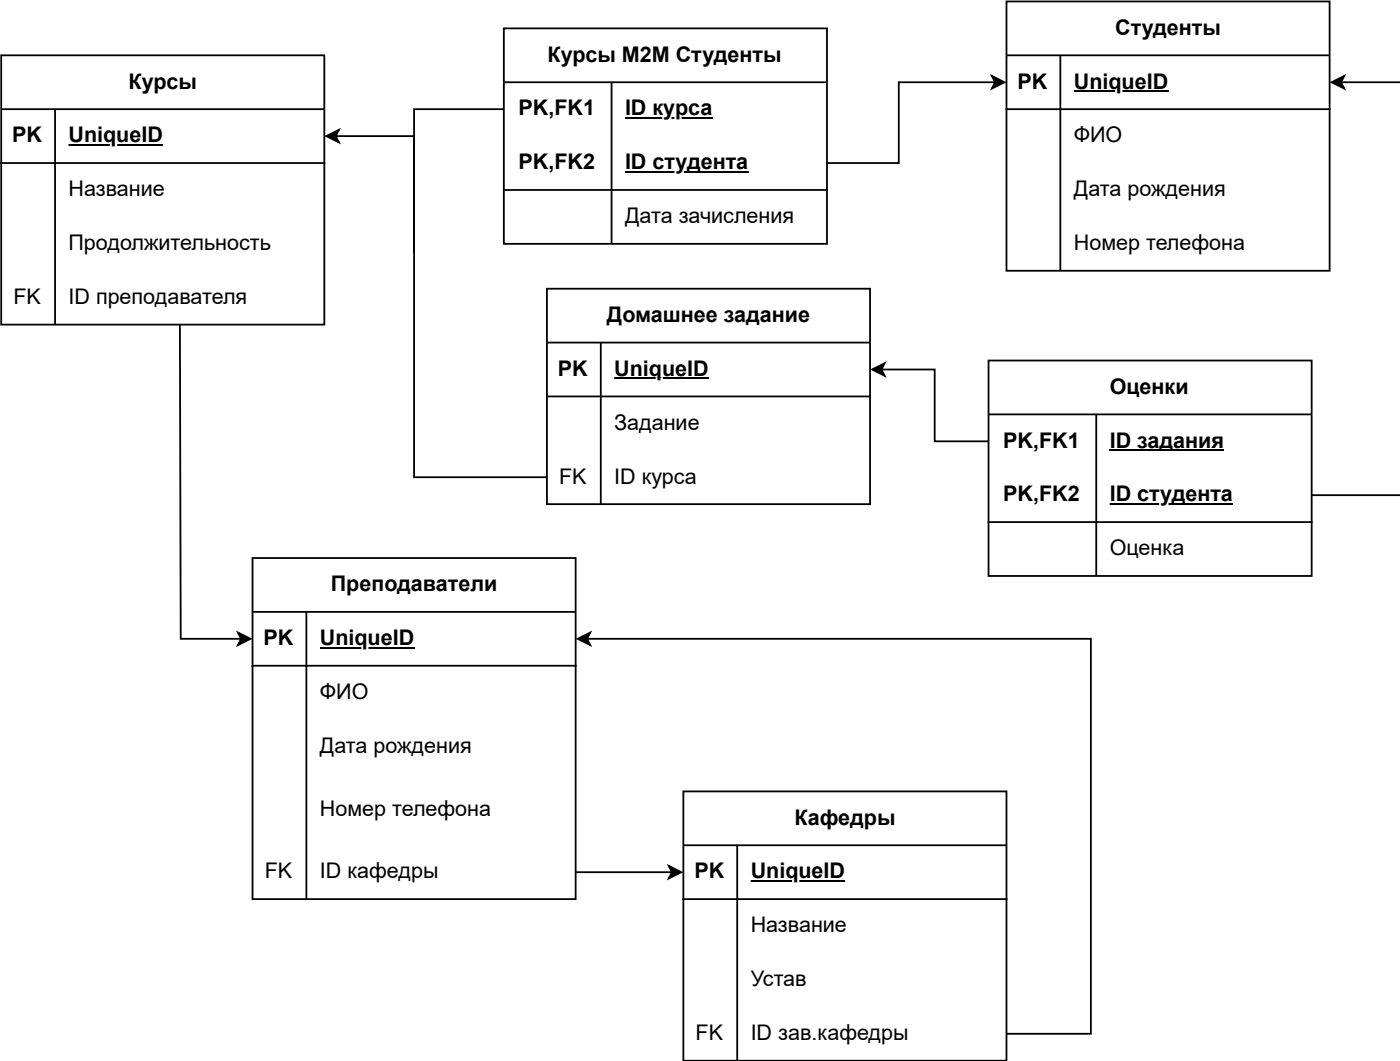 Курсы
PK UniqueID
Название
Продолжительность
FK ID преподавателя
Курсы M2M Студенты
PK,FK1 ID курса
PK,FK2 ID студента
Дата зачисления
Студенты
PK UniqueID
ФИО
Дата рождения
Номер телефона
Домашнее задание
PK UniqueID
Задание
FK ID курса
Оценки
PK,FK1 ID задания
PK,FK2 ID студента
Оценка
Преподаватели
PK UniqueID
ФИО
Дата рождения
Номер телефона
FK ID кафедры
Кафедры
PK UniqueID
Название
Устав
FK ID зав.кафедры